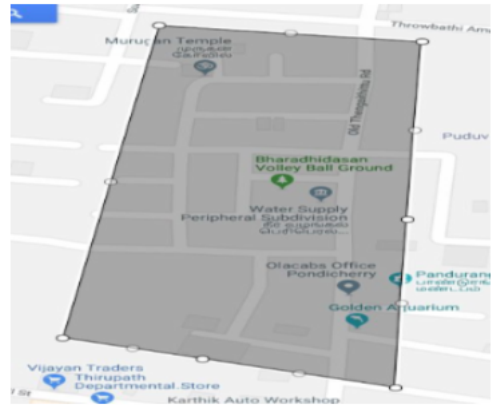 Throwbathi Am
Murugan Temple
முருகன்
கோவில்
Old Thengaithittu Rd
Puduv
Bharadhidasan
Volley Ball Ground
Water Supply
Peripheral Subdivision
Olacabs Office
Pondicherry
Pandurang
Golden Aquarium
Vijayan Traders
Thirupath
Departmental Store
Karthik Auto Workshop